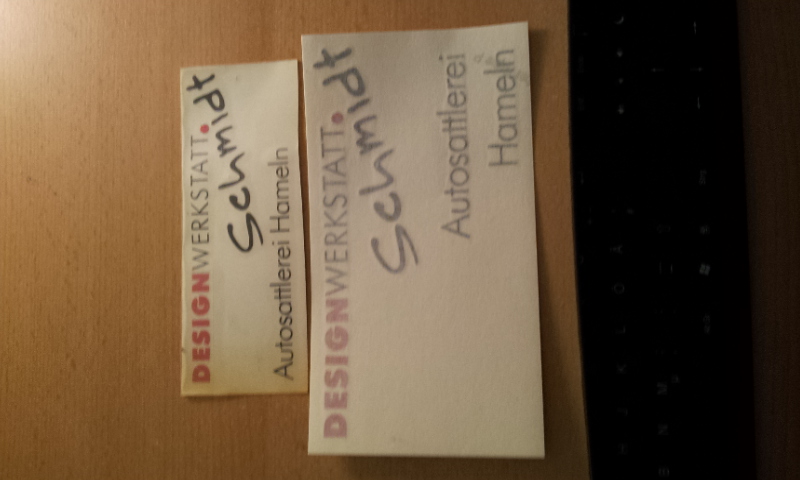 DESIGNWERKSTATT.
Schmidt
Autosattlerei Hameln
DESIGNWERKSTATT.
Schmidt
Autosattlerei
Hameln
H J K L Ö Ä
N M